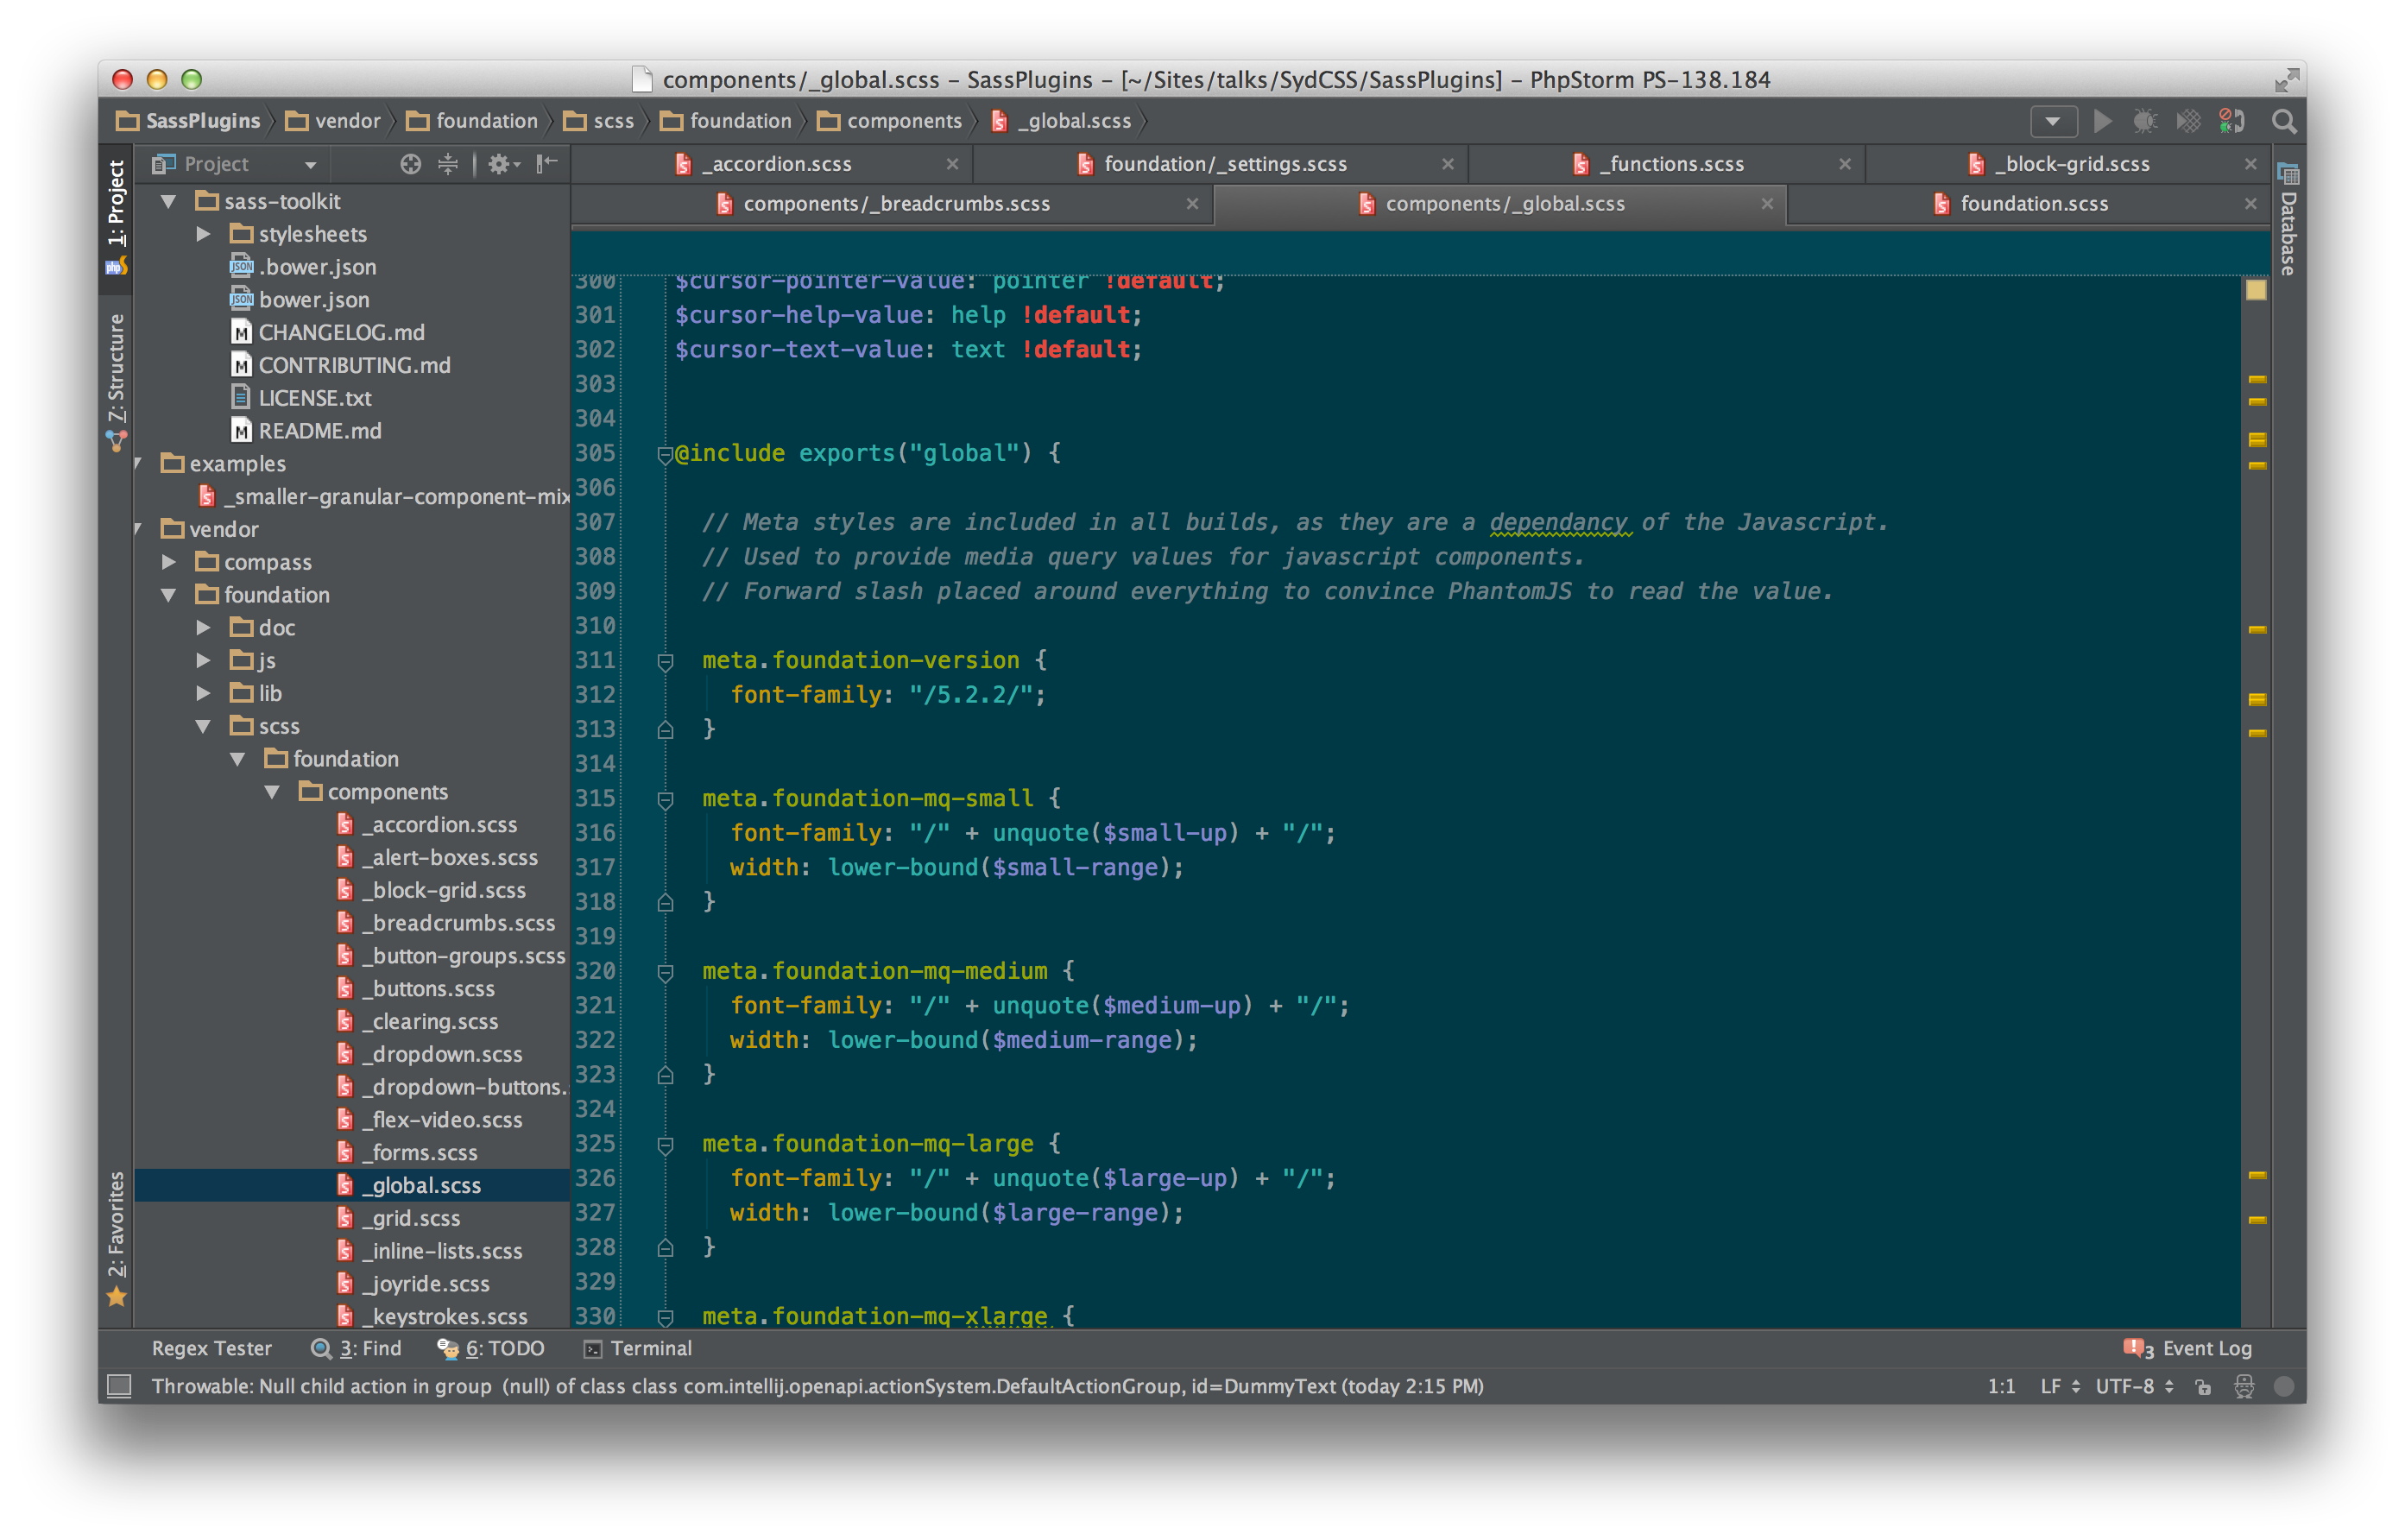 components/_global.scss – SassPlugins – [~/Sites/talks/SydCSS/SassPlugins] – PhpStorm PS-138.184
SassPlugins vendor foundation scss foundation components _global.scss
1: Project
7: Structure
2: Favorites
Project
sass-toolkit
stylesheets
.bower.json
bower.json
CHANGELOG.md
CONTRIBUTING.md
LICENSE.txt
README.md
examples
_smaller-granular-component-mix
vendor
compass
foundation
doc
js
lib
scss
foundation
components
_accordion.scss
_alert-boxes.scss
_block-grid.scss
_breadcrumbs.scss
_button-groups.scss
_buttons.scss
_clearing.scss
_dropdown.scss
_dropdown-buttons.
_flex-video.scss
_forms.scss
_global.scss
_grid.scss
_inline-lists.scss
_joyride.scss
_keystrokes.scss
_accordion.scss foundation/_settings.scss _functions.scss _block-grid.scss
components/_breadcrumbs.scss components/_global.scss foundation.scss
Database
300 $cursor-pointer-value: pointer !default;
301 $cursor-help-value: help !default;
302 $cursor-text-value: text !default;
303
304
305 @include exports("global") {
306
307 // Meta styles are included in all builds, as they are a dependancy of the Javascript.
308 // Used to provide media query values for javascript components.
309 // Forward slash placed around everything to convince PhantomJS to read the value.
310
311 meta.foundation-version {
312 font-family: "/5.2.2/";
313 }
314
315 meta.foundation-mq-small {
316 font-family: "/" + unquote($small-up) + "/";
317 width: lower-bound($small-range);
318 }
319
320 meta.foundation-mq-medium {
321 font-family: "/" + unquote($medium-up) + "/";
322 width: lower-bound($medium-range);
323 }
324
325 meta.foundation-mq-large {
326 font-family: "/" + unquote($large-up) + "/";
327 width: lower-bound($large-range);
328 }
329
330 meta.foundation-mq-xlarge {
Regex Tester 3: Find 6: TODO Terminal 3 Event Log
Throwable: Null child action in group (null) of class class com.intellij.openapi.actionSystem.DefaultActionGroup, id=DummyText (today 2:15 PM) 1:1 LF UTF-8